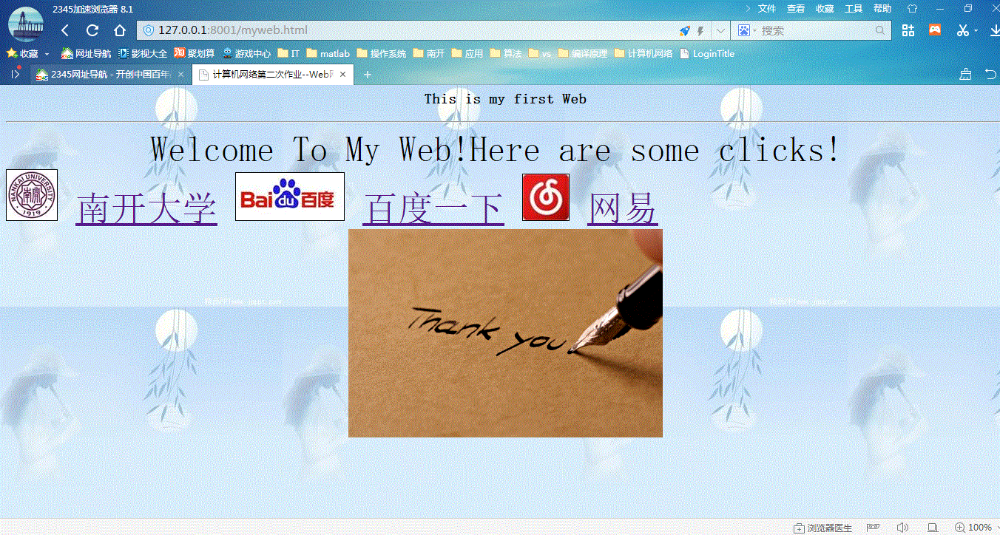 2345加速浏览器 8.1
文件 查看 收藏 工具 帮助
127.0.0.1:8001/myweb.html
搜索
收藏 网址导航 影视大全 淘 聚划算 游戏中心 IT matlab 操作系统 南开 应用 算法 vs 编译原理 计算机网络 LoginTitle
2345网址导航 - 开创中国百年
计算机网络第二次作业--Web
This is my first Web
Welcome To My Web!Here are some clicks!
NANKAI UNIVERSITY
南開
1919
南开大学
Bai du 百度
百度一下
网易
Thank you
浏览器医生
100%